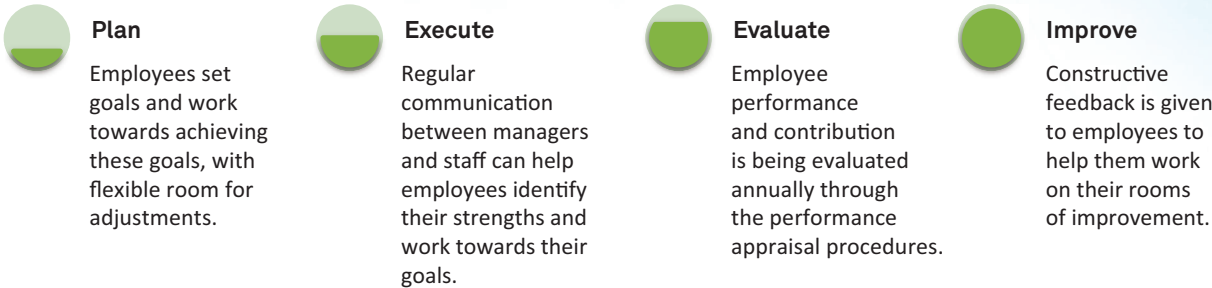 Plan
Employees set
goals and work
towards achieving
these goals, with
flexible room for
adjustments.
Execute
Regular
communication
between managers
and staff can help
employees identify
their strengths and
work towards their
goals.
Evaluate
Employee
performance
and contribution
is being evaluated
annually through
the performance
appraisal procedures.
Improve
Constructive
feedback is given
to employees to
help them work
on their rooms
of improvement.